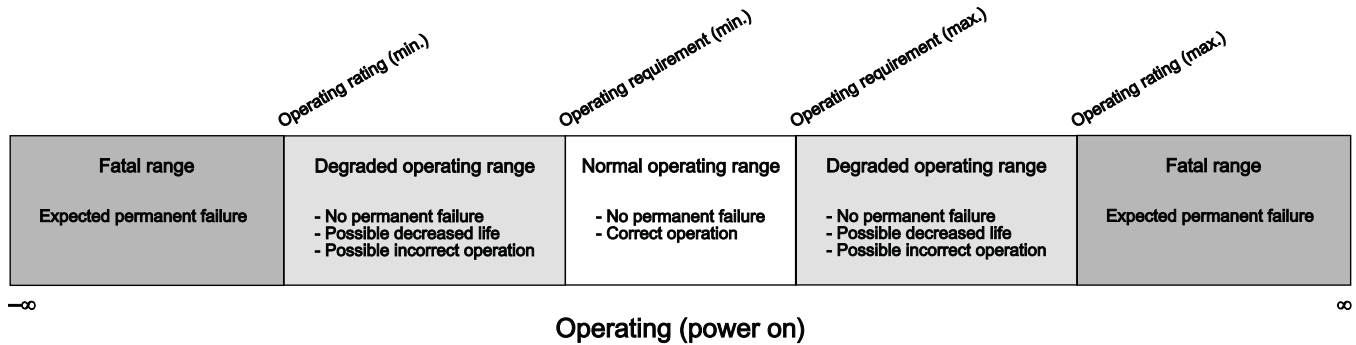 Operating rating (min.)
Operating requirement (min.)
Operating requirement (max.)
Operating rating (max.)
Fatal range
Expected permanent failure
Degraded operating range
- No permanent failure
- Possible decreased life
- Possible incorrect operation
Normal operating range
- No permanent failure
- Correct operation
Degraded operating range
- No permanent failure
- Possible decreased life
- Possible incorrect operation
Fatal range
Expected permanent failure
–∞
∞
Operating (power on)